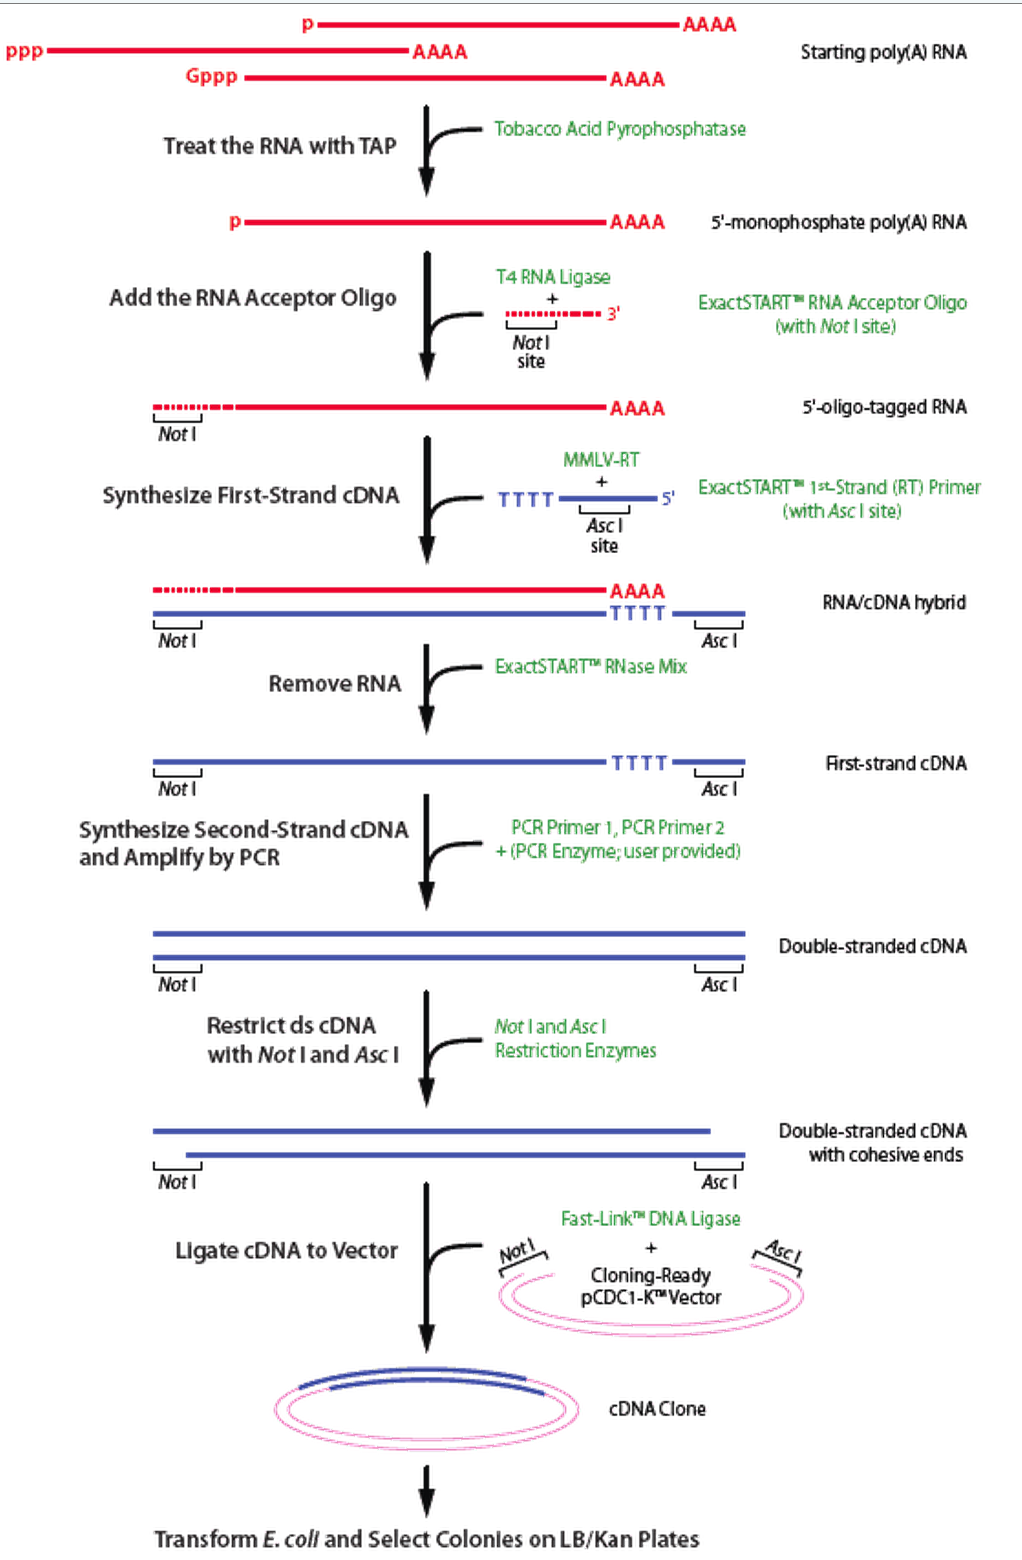 p AAAA
ppp AAAA Starting poly(A) RNA
Gppp AAAA
Tobacco Acid Pyrophosphatase
Treat the RNA with TAP
p AAAA 5'-monophosphate poly(A) RNA
T4 RNA Ligase
+
Add the RNA Acceptor Oligo
3'
ExactSTART™ RNA Acceptor Oligo
(with Not I site)
Not I
site
AAAA 5'-oligo-tagged RNA
Not I
MMLV-RT
+
Synthesize First-Strand cDNA
TTTT 5'
ExactSTART™ 1st-Strand (RT) Primer
(with Asc I site)
Asc I
site
AAAA
TTTT
RNA/cDNA hybrid
Not I Asc I
ExactSTART™ RNase Mix
Remove RNA
TTTT First-strand cDNA
Not I Asc I
Synthesize Second-Strand cDNA
and Amplify by PCR
PCR Primer 1, PCR Primer 2
+ (PCR Enzyme; user provided)
Double-stranded cDNA
Not I Asc I
Restrict ds cDNA
with Not I and Asc I
Not I and Asc I
Restriction Enzymes
Double-stranded cDNA
with cohesive ends
Not I Asc I
Fast-Link™ DNA Ligase
+
Ligate cDNA to Vector
Not I Asc I
Cloning-Ready
pCDC1-K™ Vector
cDNA Clone
Transform E. coli and Select Colonies on LB/Kan Plates